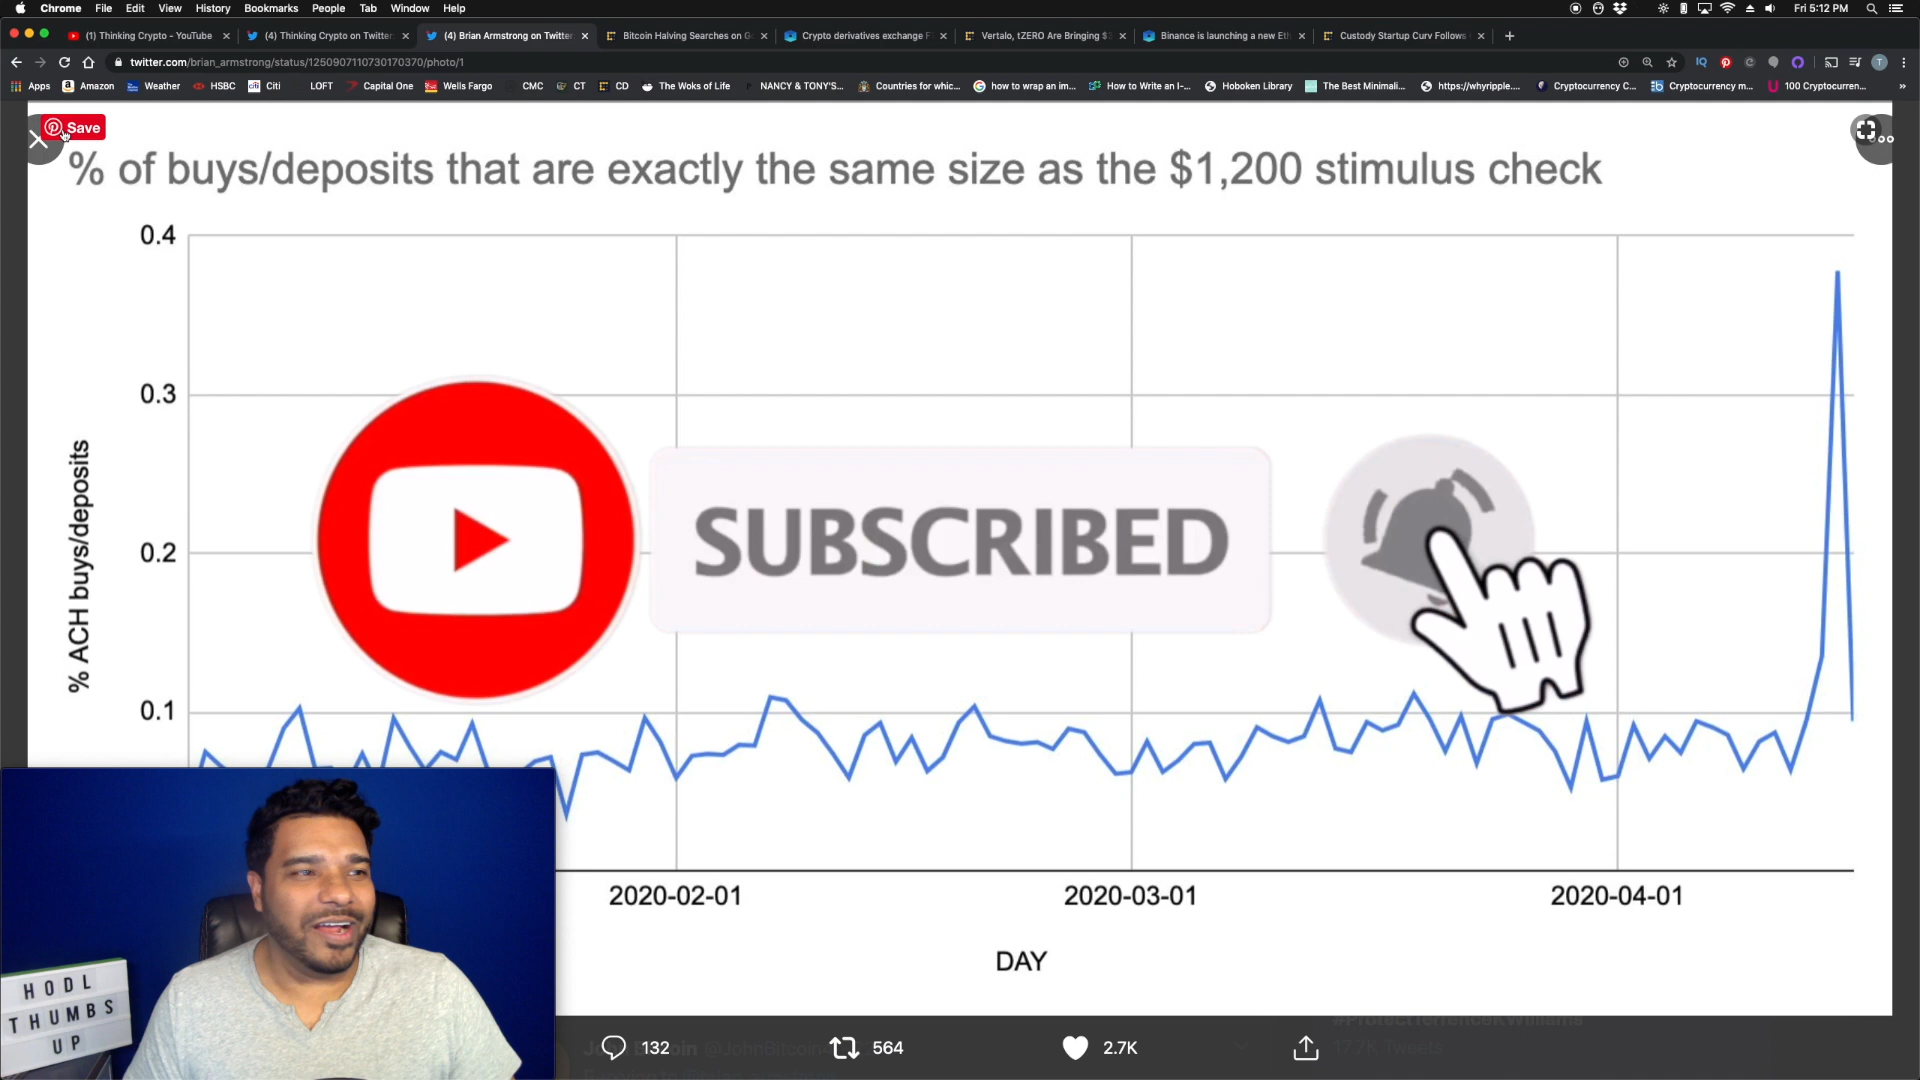 Chrome File Edit View History Bookmarks People Tab Window Help
Fri 5:12 PM
(1) Thinking Crypto - YouTube
(4) Thinking Crypto on Twitter
(4) Brian Armstrong on Twitter
Bitcoin Halving Searches on G
Crypto derivatives exchange F
Vertalo, tZERO Are Bringing $
Binance is launching a new Eth
Custody Startup Curv Follows
twitter.com/brian_armstrong/status/1250907110730170370/photo/1
Apps Amazon Weather HSBC Citi LOFT Capital One Wells Fargo CMC CT CD The Woks of Life NANCY & TONY'S... Countries for whic... how to wrap an im... How to Write an I-... Hoboken Library The Best Minimali... https://whyripple.... Cryptocurrency C... Cryptocurrency m... 100 Cryptocurren...
Save
% of buys/deposits that are exactly the same size as the $1,200 stimulus check
0.4
0.3
0.2
0.1
% ACH buys/deposits
SUBSCRIBED
2020-02-01
2020-03-01
2020-04-01
DAY
HODL
THUMBS
UP
132
564
2.7K